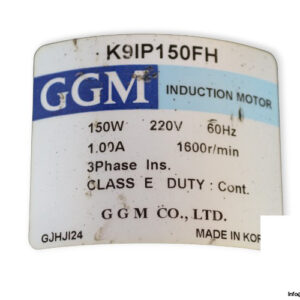 K9IP150FH
GGM INDUCTION MOTOR
150W 220V 60Hz
1.00A 1600r/min
3Phase Ins.
CLASS E DUTY : Cont.
GGM CO., LTD.
GJHJI24 MADE IN KOR